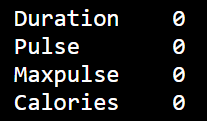 Duration 0
Pulse 0
Maxpulse 0
Calories 0